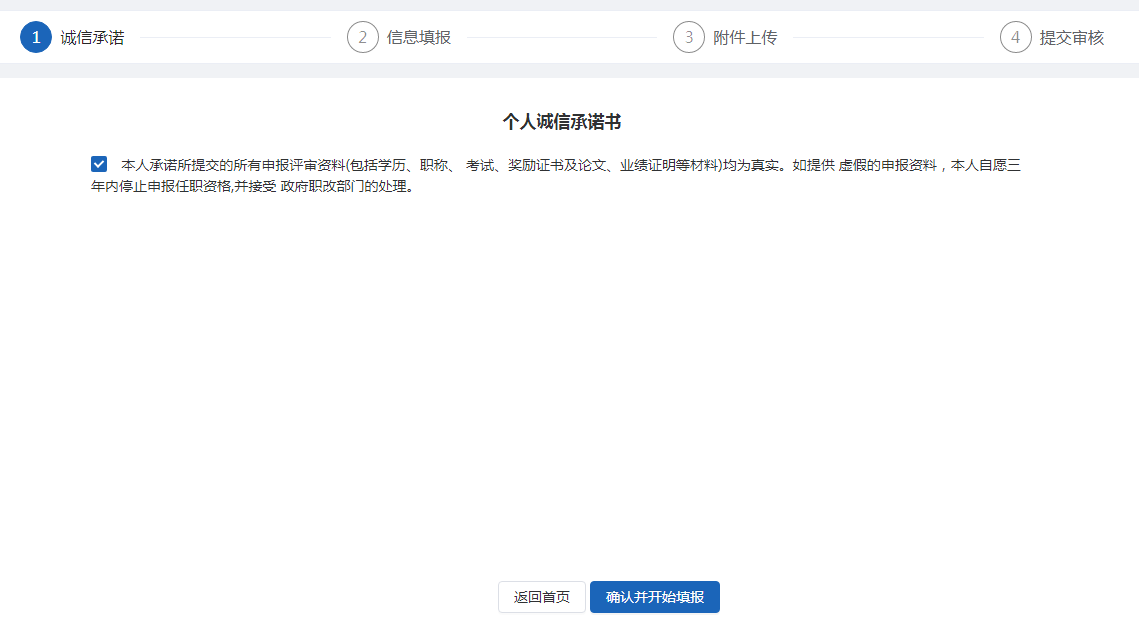 1 诚信承诺 2 信息填报 3 附件上传 4 提交审核
个人诚信承诺书
本人承诺所提交的所有申报评审资料(包括学历、职称、 考试、奖励证书及论文、业绩证明等材料)均为真实。如提供 虚假的申报资料，本人自愿三
年内停止申报任职资格,并接受 政府职改部门的处理。
返回首页 确认并开始填报